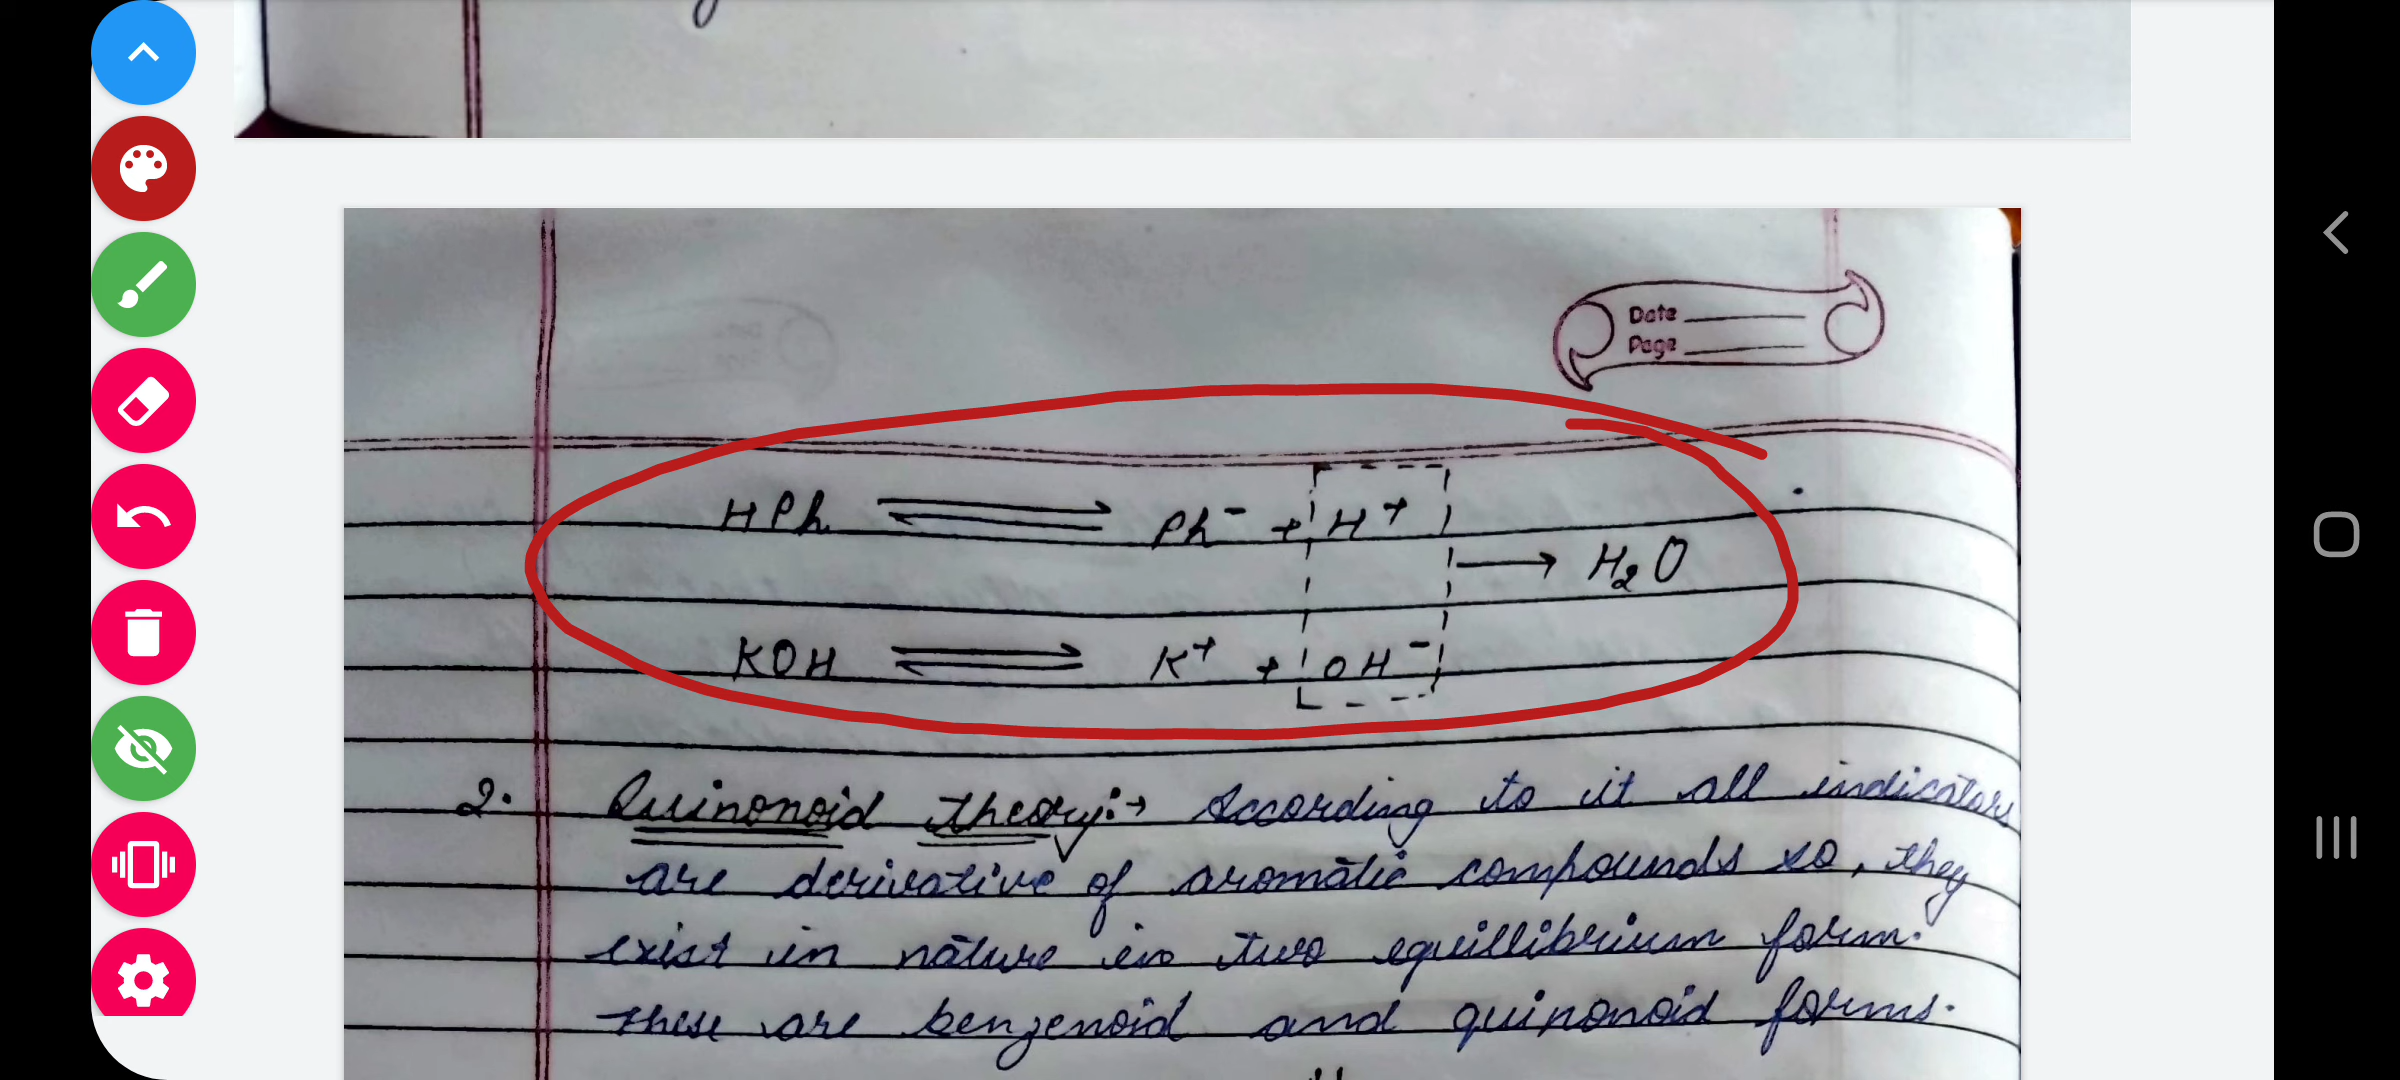 Date
Page
HPh ⇌ Ph⁻ + H⁺
→ H₂O
KOH ⇌ K⁺ + OH⁻
2. Quinonoid theory:→ According to it all indicators
are derivative of aromatic compounds so, they
exist in nature in two equillibrium form.
These are benzenoid and quinonoid forms.